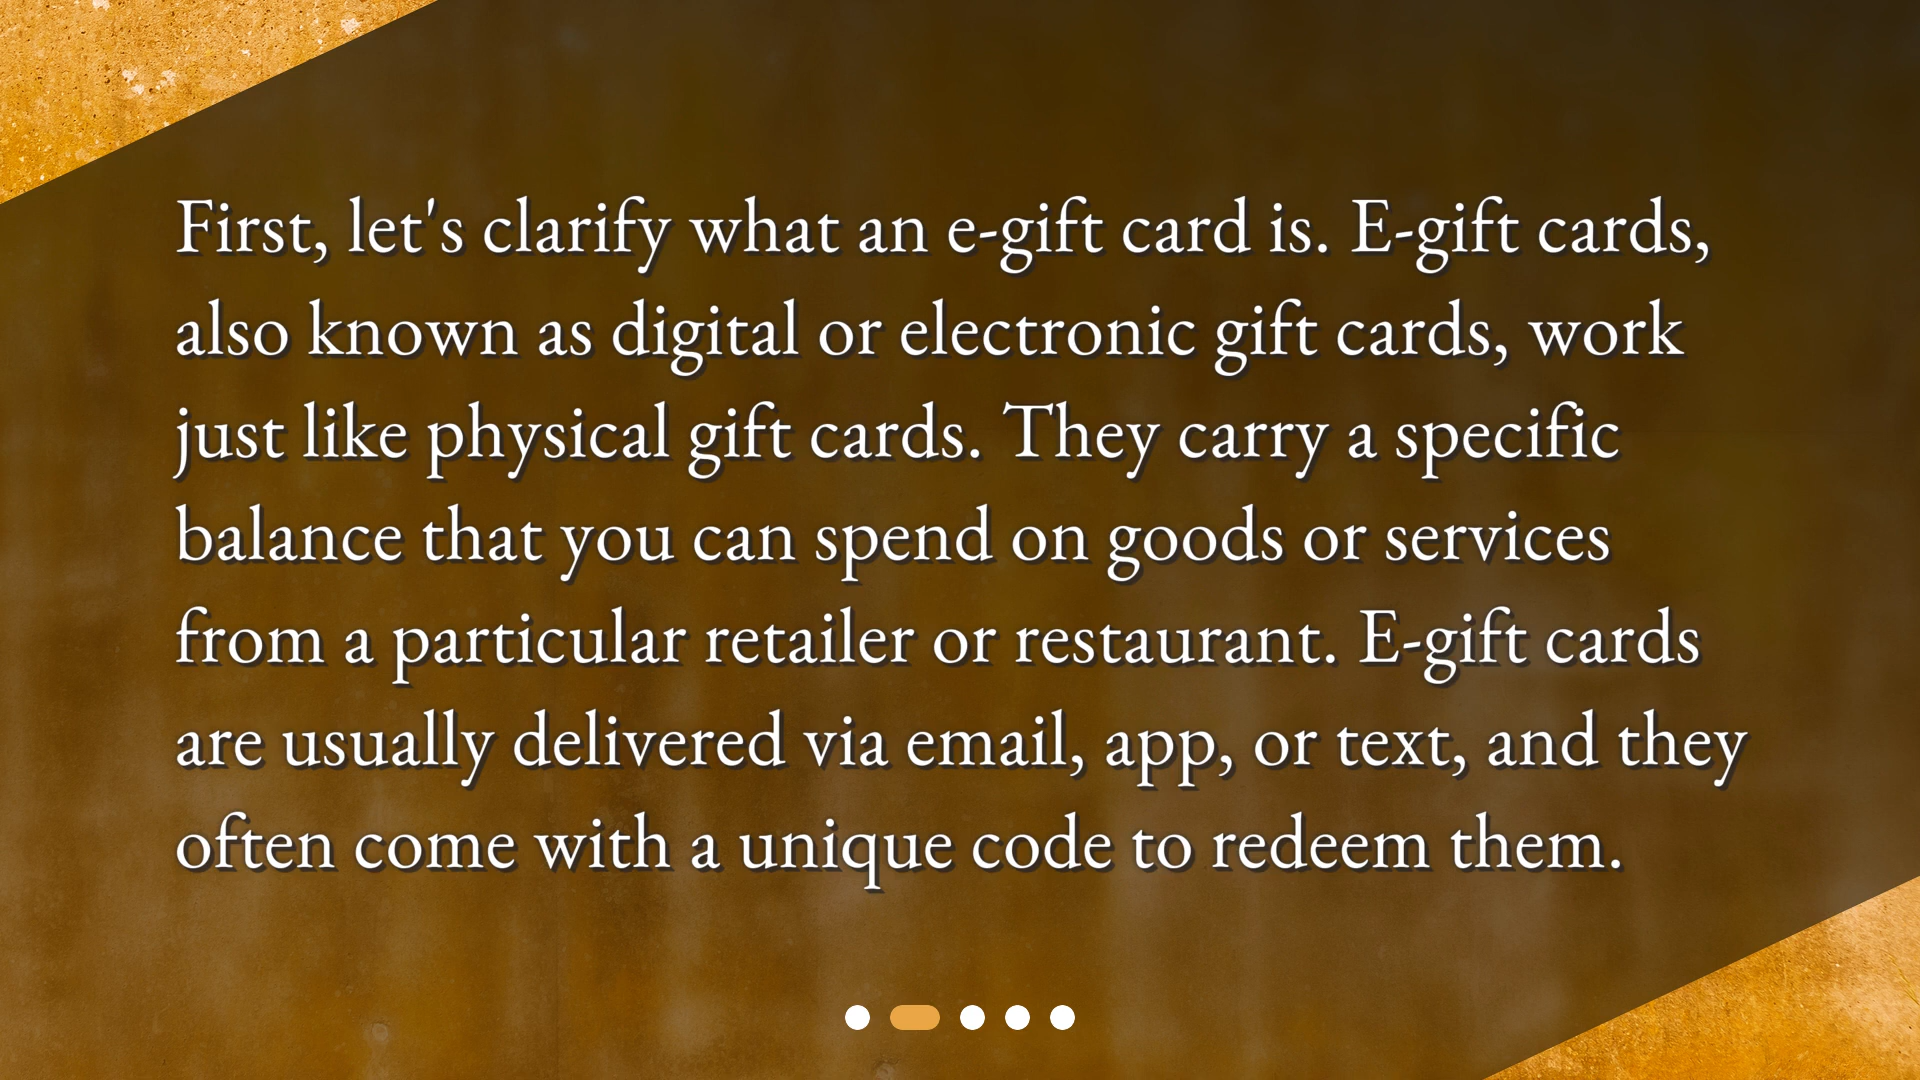 First, let's clarify what an e-gift card is. E-gift cards,
also known as digital or electronic gift cards, work
just like physical gift cards. They carry a specific
balance that you can spend on goods or services
from a particular retailer or restaurant. E-gift cards
are usually delivered via email, app, or text, and they
often come with a unique code to redeem them.